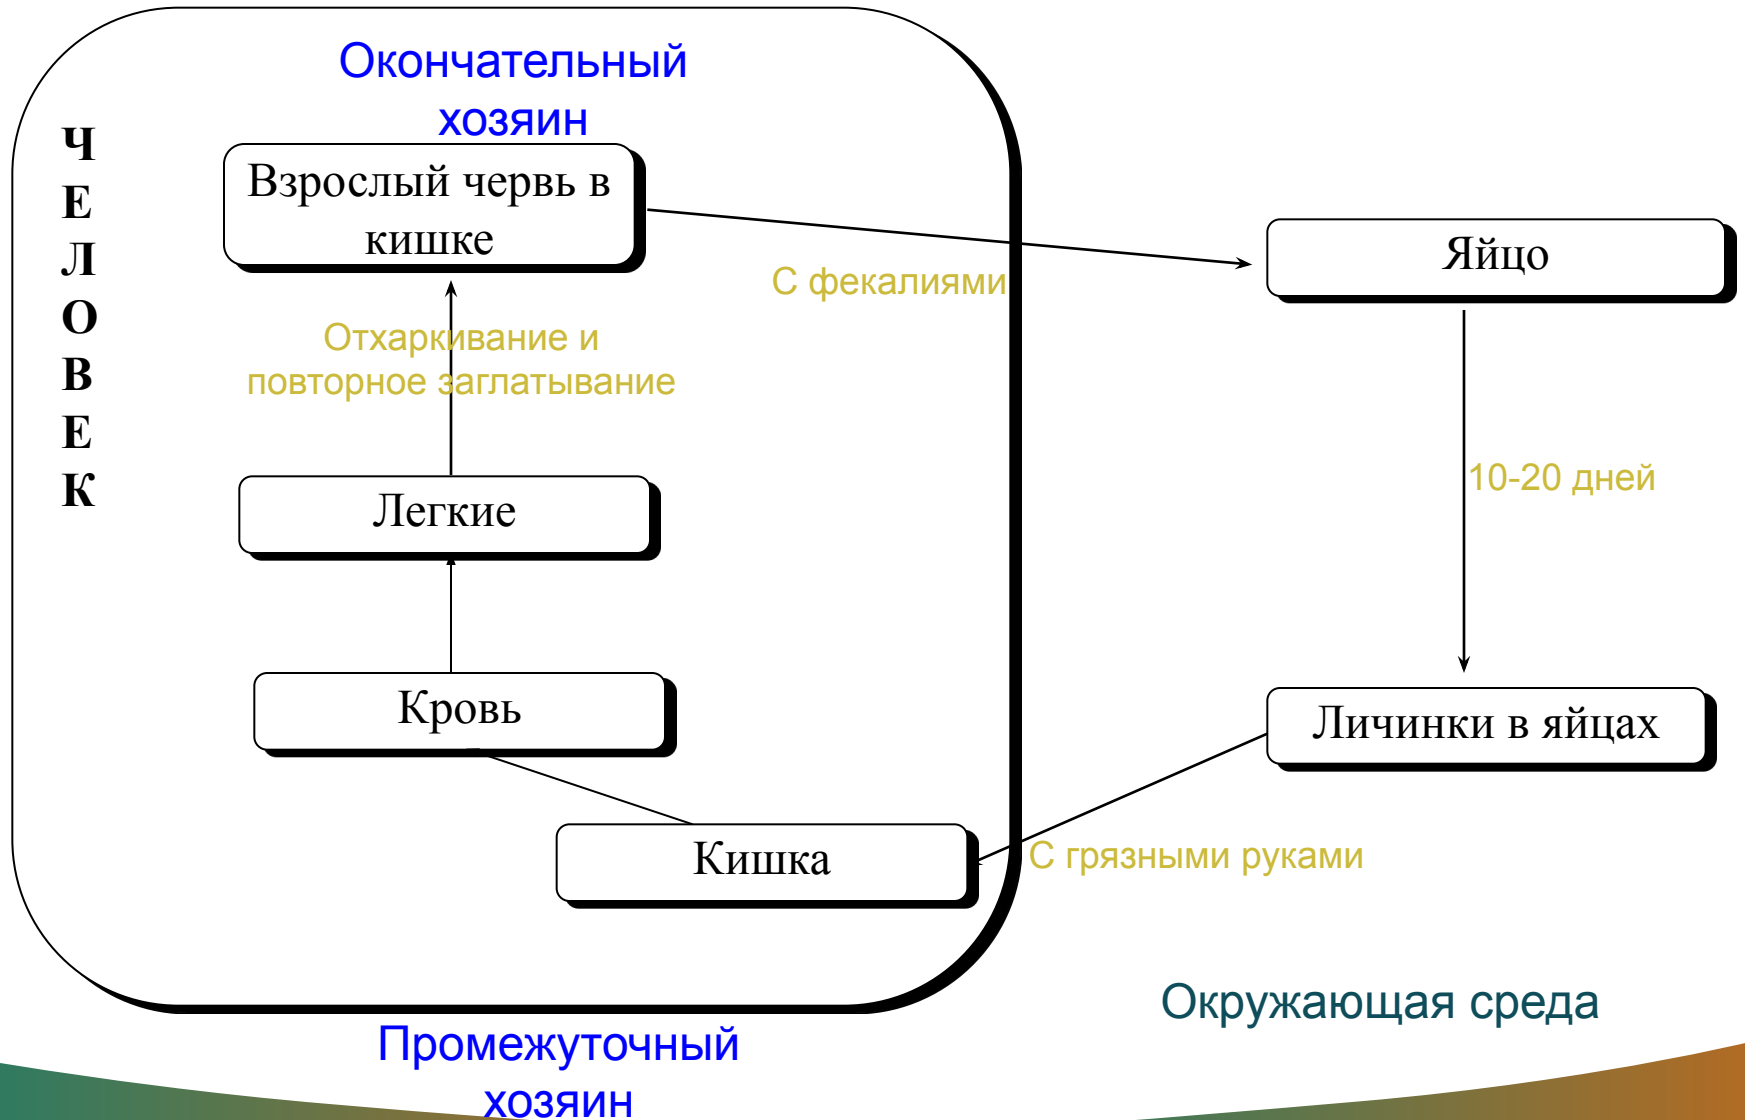 Окончательный
хозяин
ЧЕЛОВЕК
Взрослый червь в
кишке
С фекалиями
Яйцо
Отхаркивание и
повторное заглатывание
10-20 дней
Легкие
Кровь
Личинки в яйцах
Кишка
С грязными руками
Окружающая среда
Промежуточный
хозяин